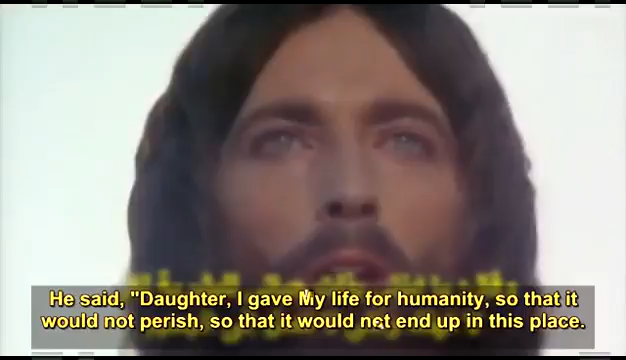 He said, "Daughter, I gave My life for humanity, so that it
would not perish, so that it would not end up in this place.